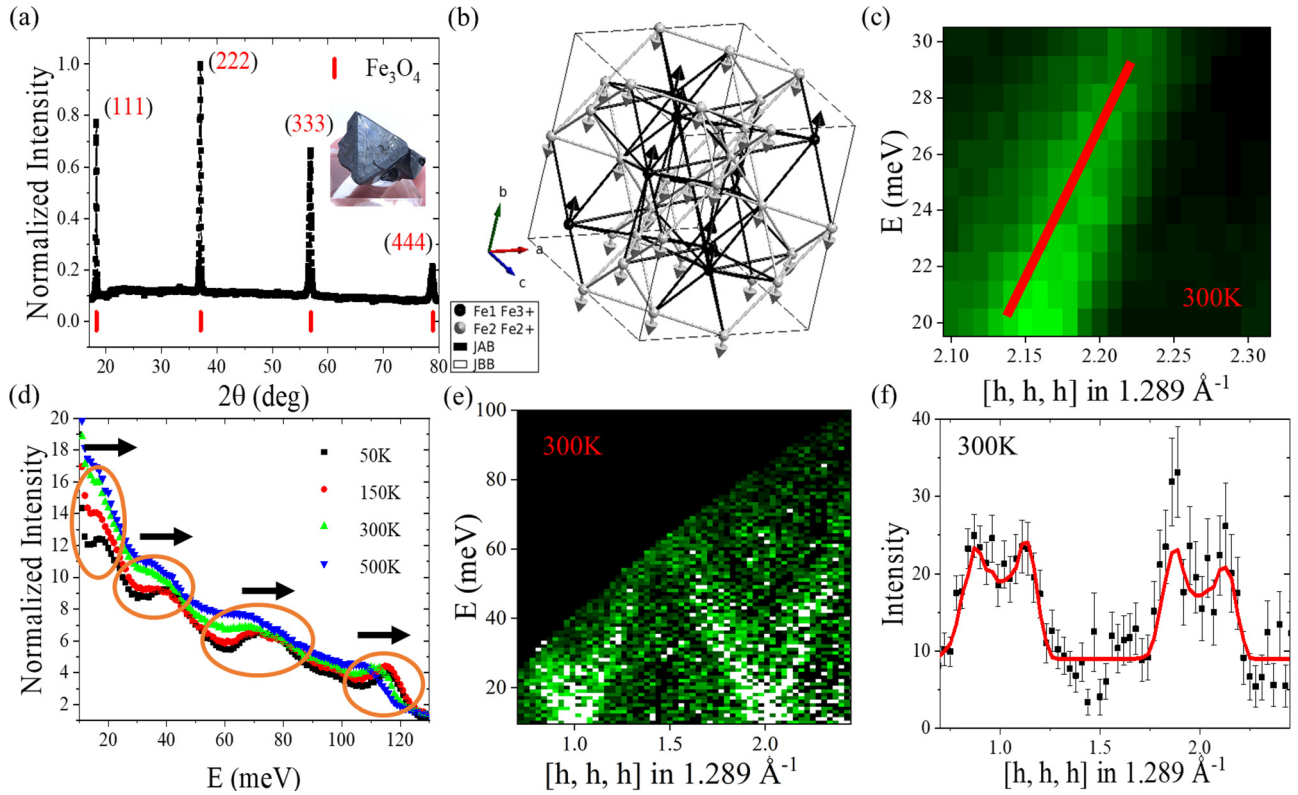 (a)
Normalized Intensity
1.0
0.8
0.6
0.4
0.2
0.0
(111)
(222)
(333)
(444)
Fe₃O₄
20 30 40 50 60 70 80
2θ (deg)
(b)
b
a
c
Fe1 Fe3+
Fe2 Fe2+
JAB
JBB
(c)
E (meV)
30
28
26
24
22
20
300K
2.10 2.15 2.20 2.25 2.30
[h, h, h] in 1.289 Å⁻¹
(d)
Normalized Intensity
20
18
16
14
12
10
8
6
4
2
50K
150K
300K
500K
20 40 60 80 100 120
E (meV)
(e)
E (meV)
100
80
60
40
20
300K
1.0 1.5 2.0
[h, h, h] in 1.289 Å⁻¹
(f)
Intensity
40
30
20
10
0
300K
1.0 1.5 2.0
[h, h, h] in 1.289 Å⁻¹